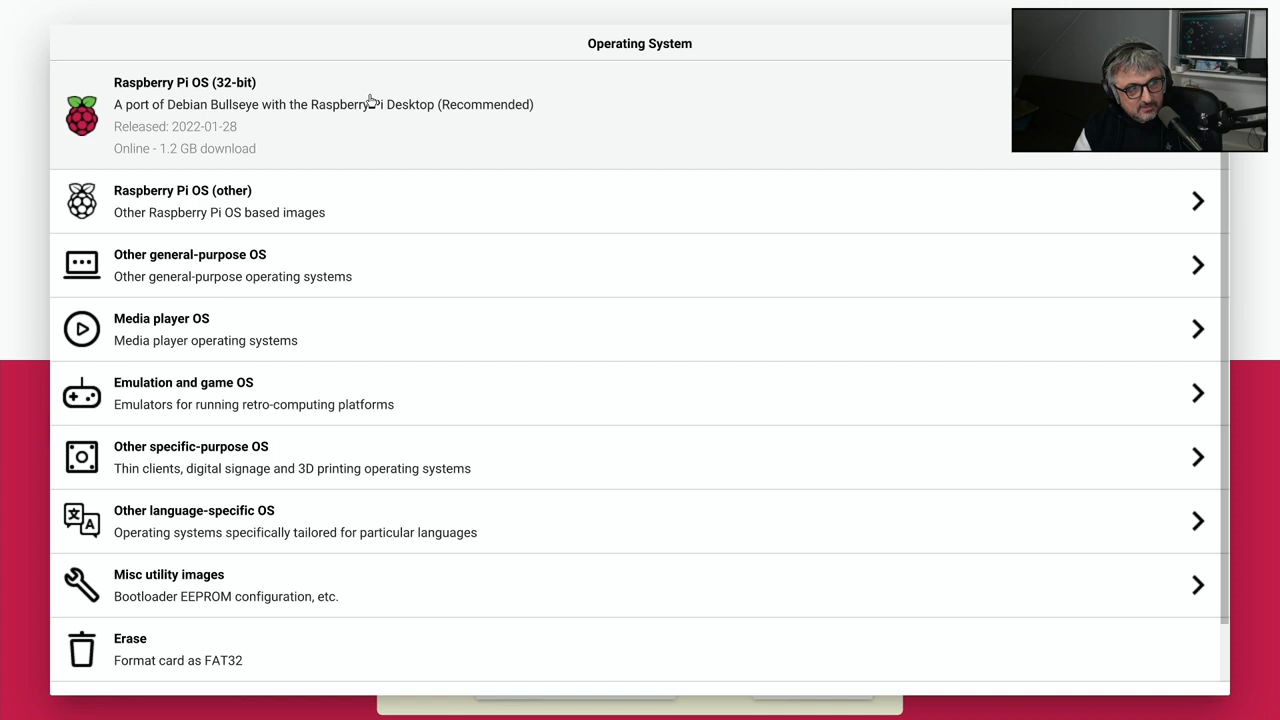 Operating System
Raspberry Pi OS (32-bit)
A port of Debian Bullseye with the Raspberry Pi Desktop (Recommended)
Released: 2022-01-28
Online - 1.2 GB download
Raspberry Pi OS (other)
Other Raspberry Pi OS based images
Other general-purpose OS
Other general-purpose operating systems
Media player OS
Media player operating systems
Emulation and game OS
Emulators for running retro-computing platforms
Other specific-purpose OS
Thin clients, digital signage and 3D printing operating systems
Other language-specific OS
Operating systems specifically tailored for particular languages
Misc utility images
Bootloader EEPROM configuration, etc.
Erase
Format card as FAT32